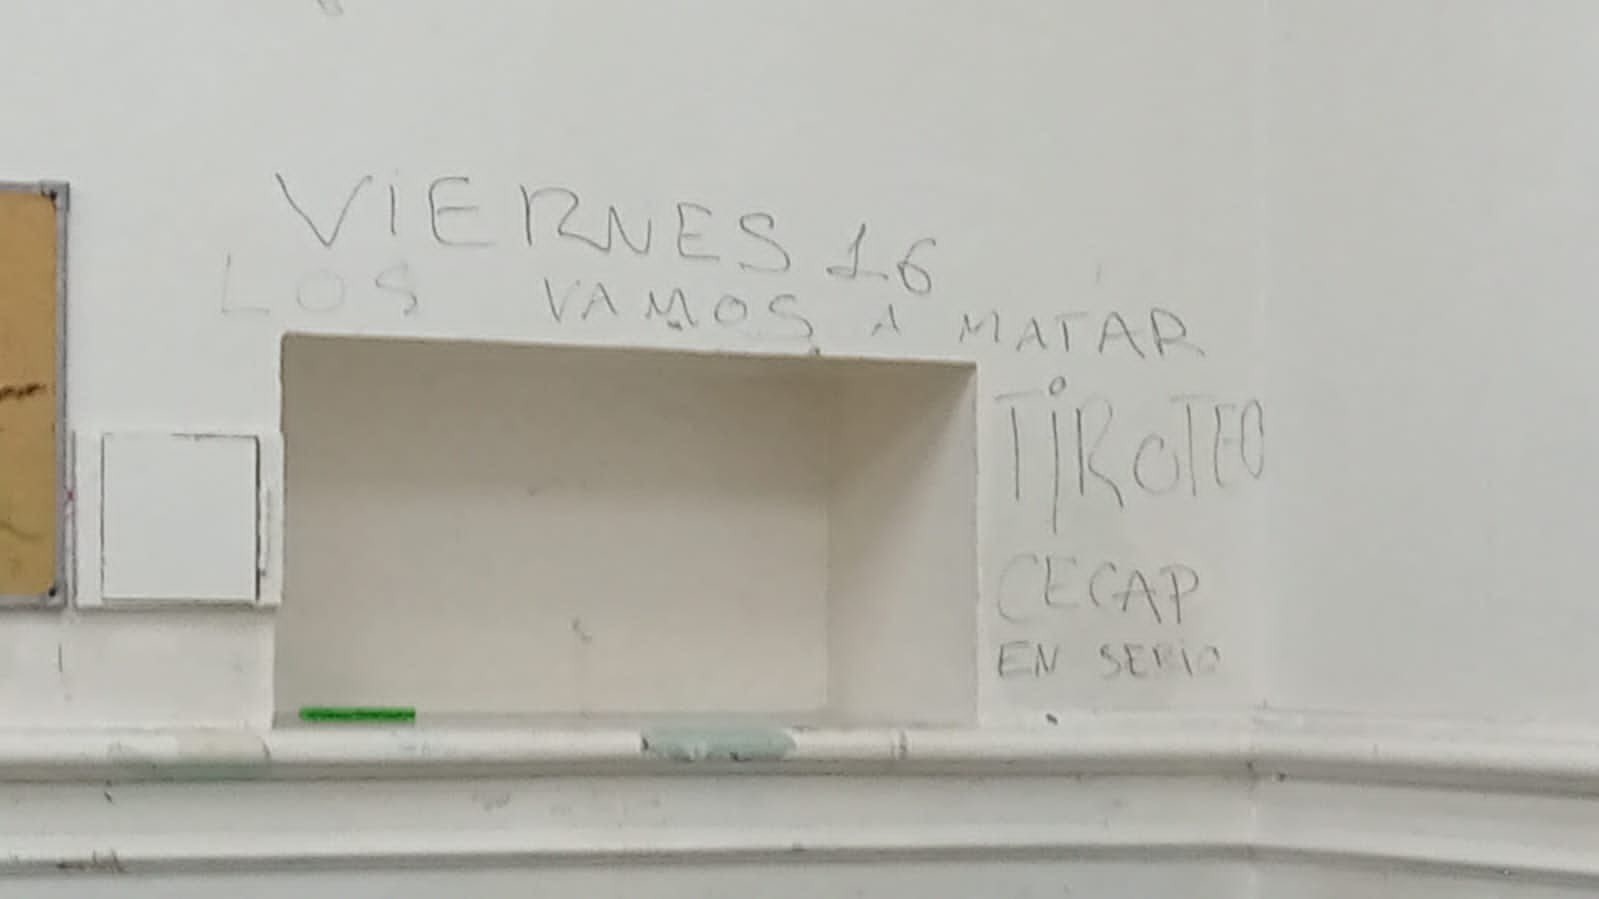 VIERNES 16
LOS VAMOS A MATAR
TIROTEO
CECAP
EN SERIO